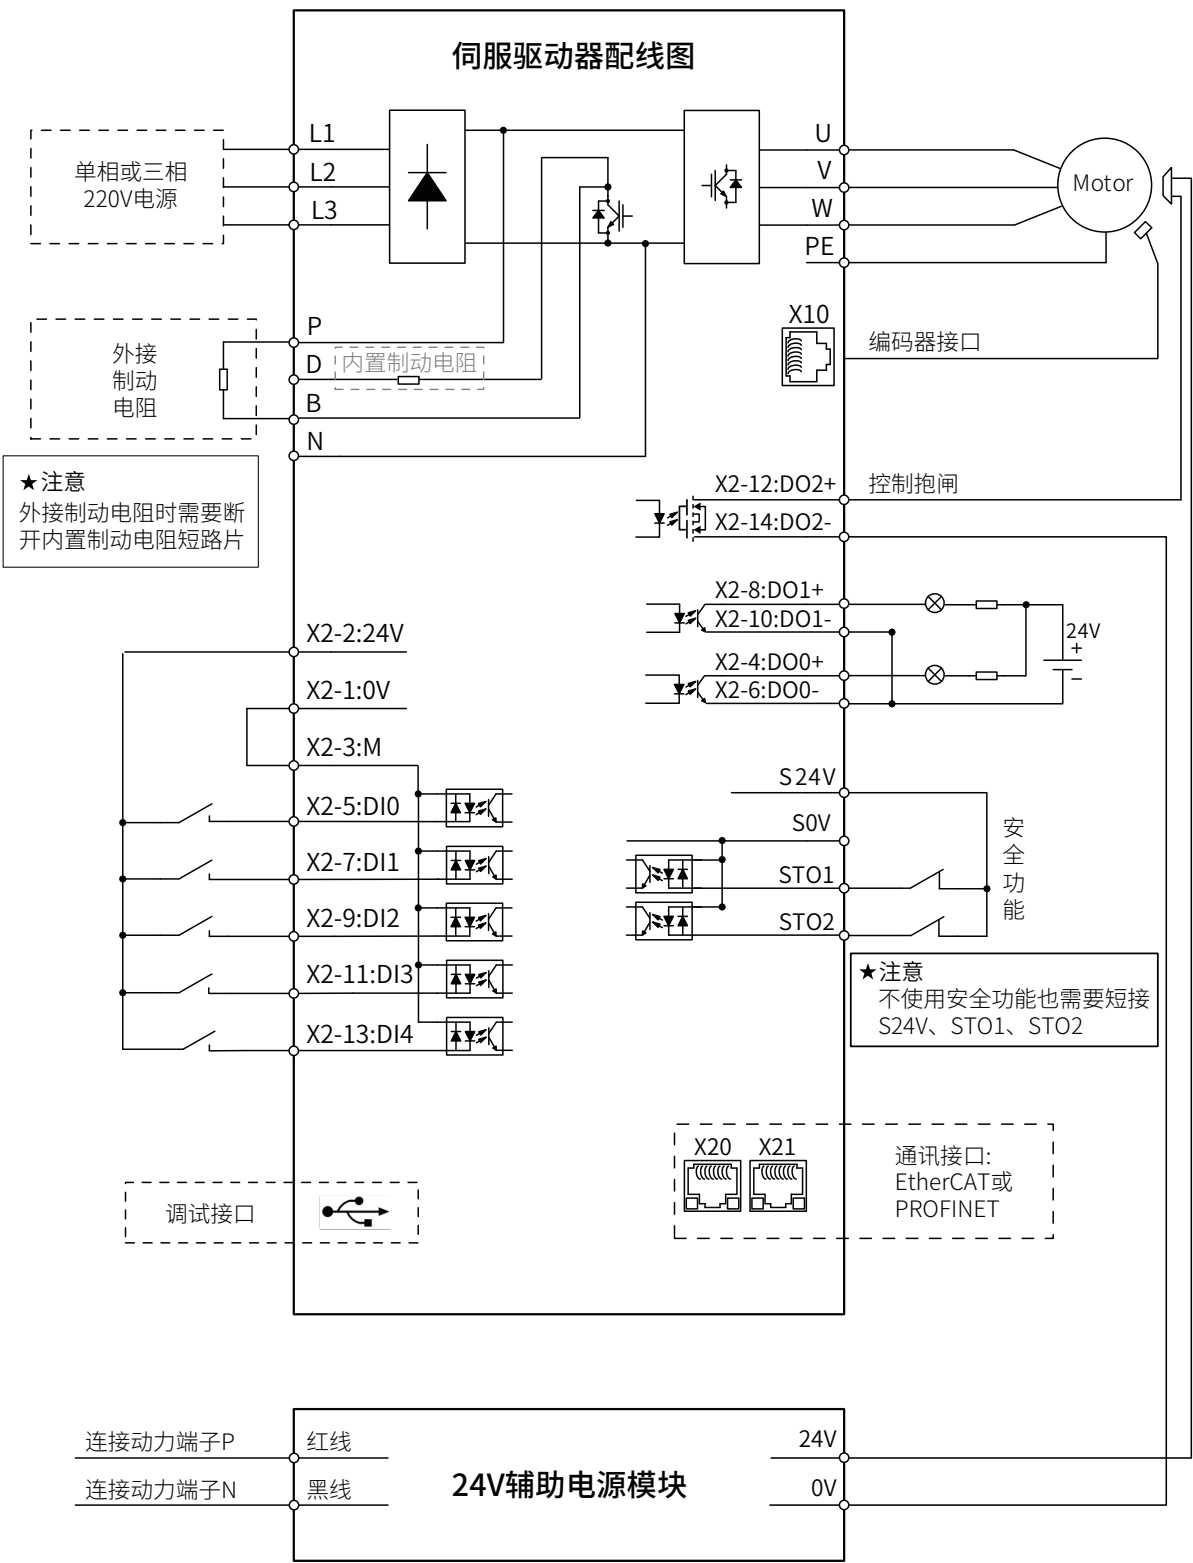 伺服驱动器配线图
单相或三相
220V电源
L1
L2
L3
U
V
W
PE
Motor
X10
编码器接口
外接
制动
电阻
P
D
内置制动电阻
B
N
★注意
外接制动电阻时需要断
开内置制动电阻短路片
X2-12:DO2+
控制抱闸
X2-14:DO2-
X2-8:DO1+
X2-10:DO1-
24V
+
−
X2-4:DO0+
X2-6:DO0-
X2-2:24V
X2-1:0V
X2-3:M
X2-5:DI0
X2-7:DI1
X2-9:DI2
X2-11:DI3
X2-13:DI4
S24V
S0V
STO1
STO2
安
全
功
能
★注意
不使用安全功能也需要短接
S24V、STO1、STO2
X20
X21
通讯接口:
EtherCAT或
PROFINET
调试接口
连接动力端子P
红线
连接动力端子N
黑线
24V辅助电源模块
24V
0V